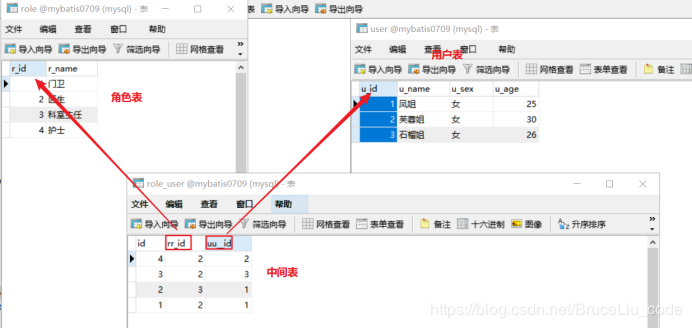 role @mybatis0709 (mysql) - 表
文件 编辑 窗口 帮助
导入向导 导出向导 筛选向导 网格查看 »
r_id r_name
1 门卫
2 医生
3 科室主任
4 护士
角色表
导入向导 导出向导
user @mybatis0709 (mysql) - 表
文件 编辑 查看 窗口 帮助
用户表
导入向导 导出向导 筛选向导 网格查看 表单查看 备注 十六进制
u_id u_name u_sex u_age
1 凤姐 女 25
2 芙蓉姐 女 30
3 石榴姐 女 26
role_user @mybatis0709 (mysql) - 表
文件 编辑 查看 窗口 帮助
导入向导 导出向导 筛选向导 网格查看 表单查看 备注 十六进制 图像 升序排序 »
id rr_id uu_id
4 2 2
3 2 3
2 3 1
1 2 1
中间表
https://blog.csdn.net/BruceLiu_code